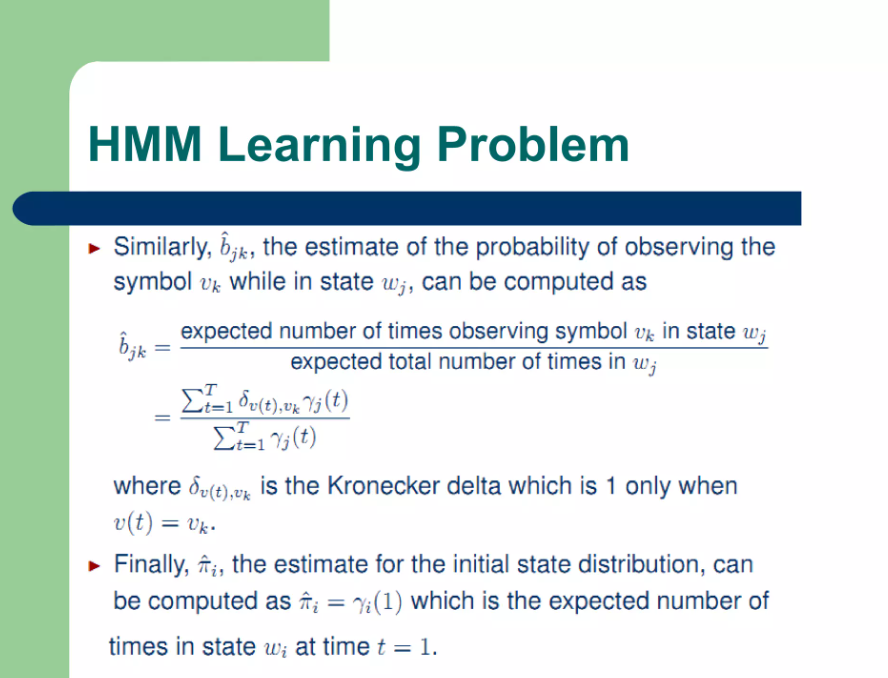 HMM Learning Problem
► Similarly, b̂ⱼₖ, the estimate of the probability of observing the
symbol vₖ while in state wⱼ, can be computed as
b̂ⱼₖ = expected number of times observing symbol vₖ in state wⱼ
expected total number of times in wⱼ
= ∑ᵀₜ₌₁ δ_{v(t),vₖ} γⱼ(t)
∑ᵀₜ₌₁ γⱼ(t)
where δ_{v(t),vₖ} is the Kronecker delta which is 1 only when
v(t) = vₖ.
► Finally, π̂ᵢ, the estimate for the initial state distribution, can
be computed as π̂ᵢ = γᵢ(1) which is the expected number of
times in state wᵢ at time t = 1.